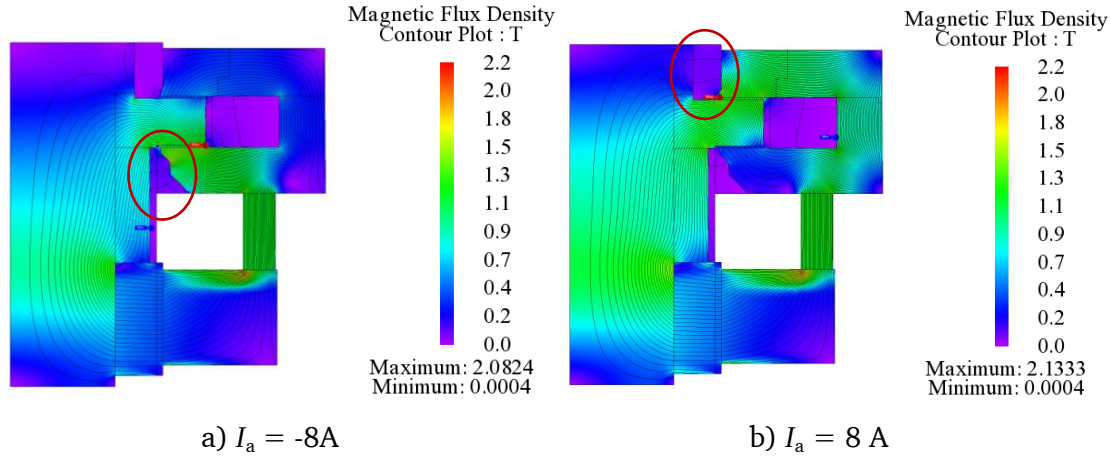 Magnetic Flux Density
Contour Plot : T
2.2
2.0
1.8
1.5
1.3
1.1
0.9
0.7
0.4
0.2
0.0
Maximum: 2.0824
Minimum: 0.0004
a) Ia = -8A
Magnetic Flux Density
Contour Plot : T
2.2
2.0
1.8
1.5
1.3
1.1
0.9
0.7
0.4
0.2
0.0
Maximum: 2.1333
Minimum: 0.0004
b) Ia = 8 A